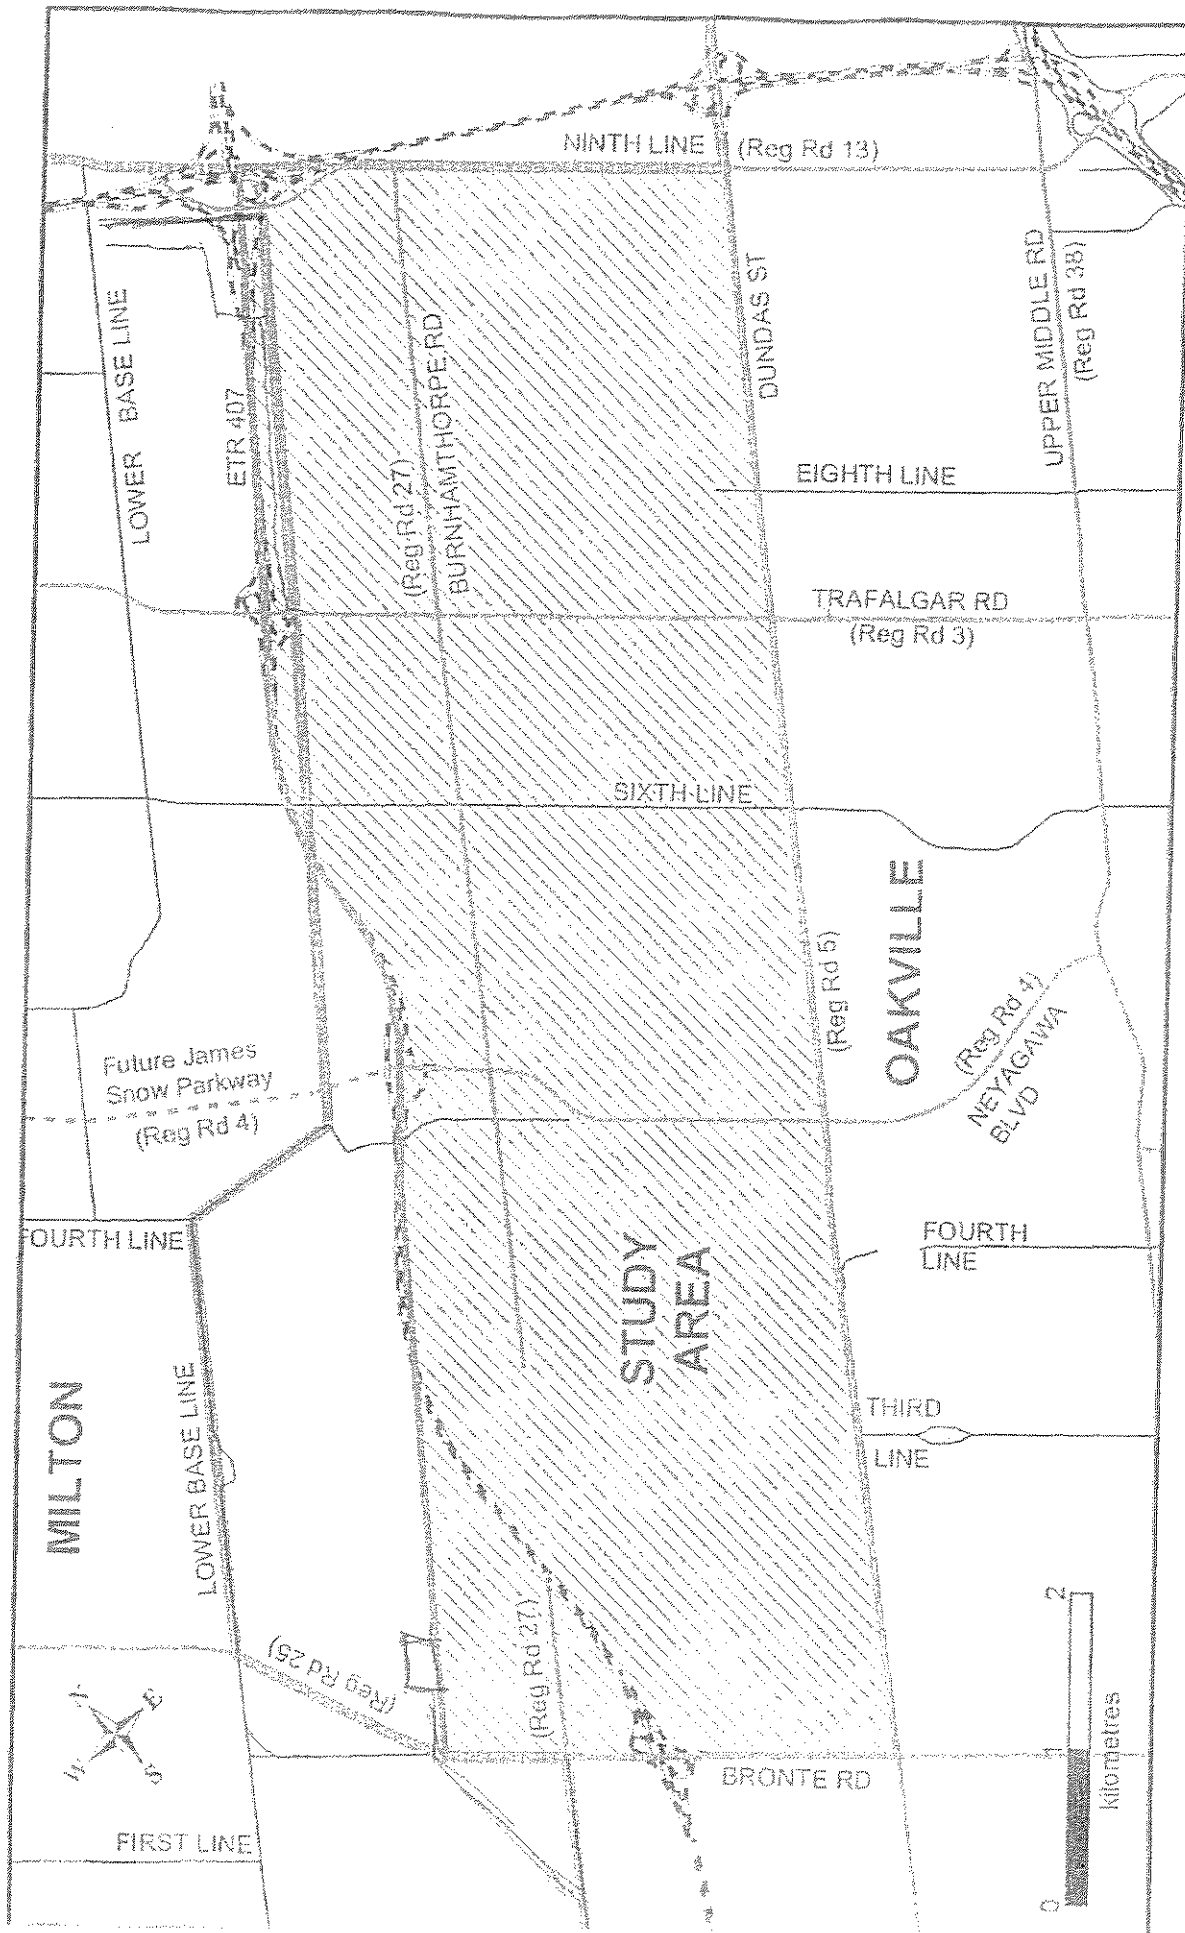 NINTH LINE
(Reg Rd 13)
LOWER BASE LINE
ETR 407
(Reg Rd 27)
BURNHAMTHORPE RD
DUNDAS ST
UPPER MIDDLE RD
(Reg Rd 38)
EIGHTH LINE
TRAFALGAR RD
(Reg Rd 3)
SIXTH LINE
OAKVILLE
(Reg Rd 5)
(Reg Rd 4)
NEYAGAWA
BLVD
Future James
Snow Parkway
(Reg Rd 4)
FOURTH LINE
FOURTH
LINE
STUDY
AREA
MILTON
LOWER BASE LINE
THIRD
LINE
(Reg Rd 25)
(Reg Rd 27)
BRONTE RD
FIRST LINE
N
E
S
W
0
1
2
kilometres